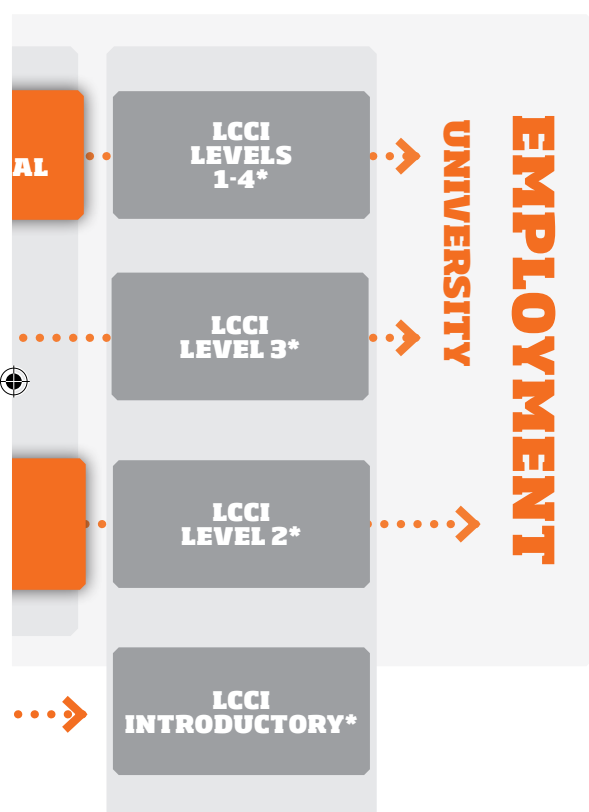 AL
LCCI
LEVELS
1-4*
LCCI
LEVEL 3*
LCCI
LEVEL 2*
LCCI
INTRODUCTORY*
UNIVERSITY
EMPLOYMENT